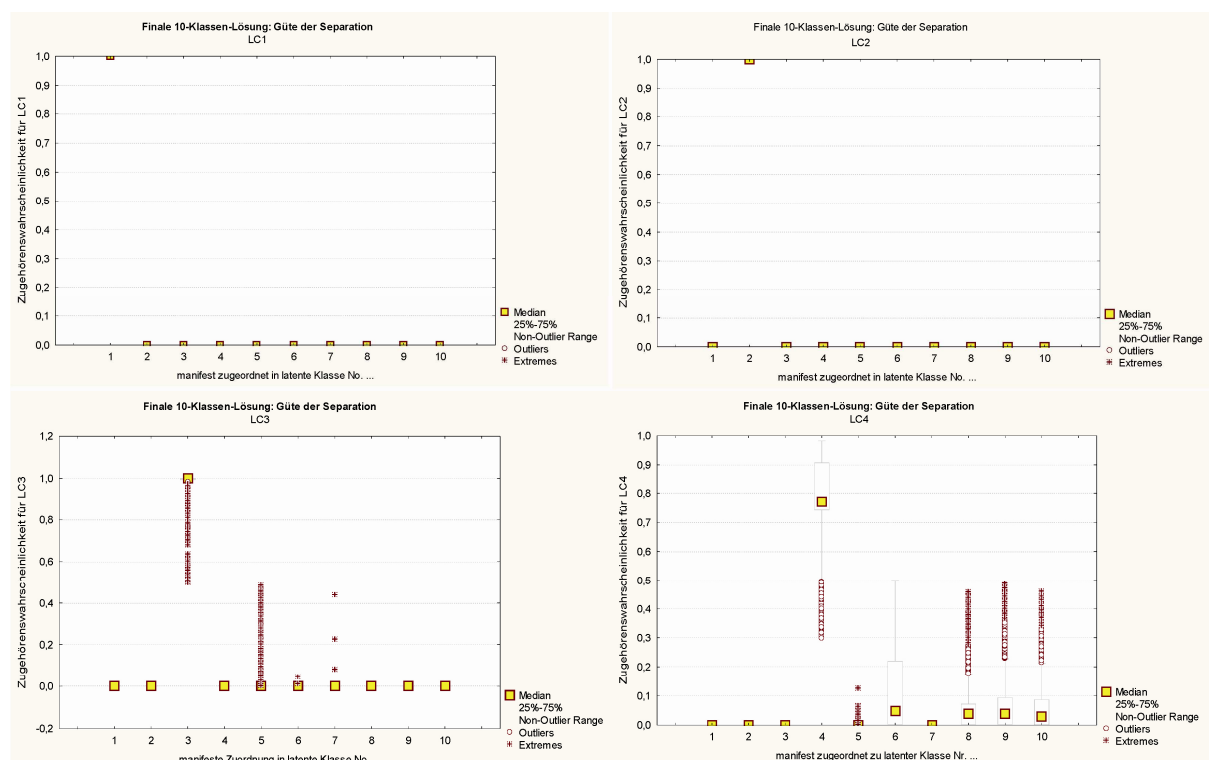 Finale 10-Klassen-Lösung: Güte der Separation
LC1
Zugehörenswahrscheinlichkeit für LC1
1,0
0,9
0,8
0,7
0,6
0,5
0,4
0,3
0,2
0,1
0,0
1 2 3 4 5 6 7 8 9 10
manifest zugeordnet in latente Klasse No. ...
Median
25%-75%
Non-Outlier Range
Outliers
Extremes
Finale 10-Klassen-Lösung: Güte der Separation
LC2
Zugehörenswahrscheinlichkeit für LC2
1,0
0,9
0,8
0,7
0,6
0,5
0,4
0,3
0,2
0,1
0,0
1 2 3 4 5 6 7 8 9 10
manifest zugeordnet in latente Klasse No. ...
Median
25%-75%
Non-Outlier Range
Outliers
Extremes
Finale 10-Klassen-Lösung: Güte der Separation
LC3
Zugehörenswahrscheinlichkeit für LC3
1,2
1,0
0,8
0,6
0,4
0,2
0,0
-0,2
1 2 3 4 5 6 7 8 9 10
manifeste Zuordnung in latente Klasse No.
Median
25%-75%
Non-Outlier Range
Outliers
Extremes
Finale 10-Klassen-Lösung: Güte der Separation
LC4
Zugehörenswahrscheinlichkeit für LC4
1,0
0,9
0,8
0,7
0,6
0,5
0,4
0,3
0,2
0,1
0,0
1 2 3 4 5 6 7 8 9 10
manifest zugeordnet zu latenter Klasse Nr. ...
Median
25%-75%
Non-Outlier Range
Outliers
Extremes